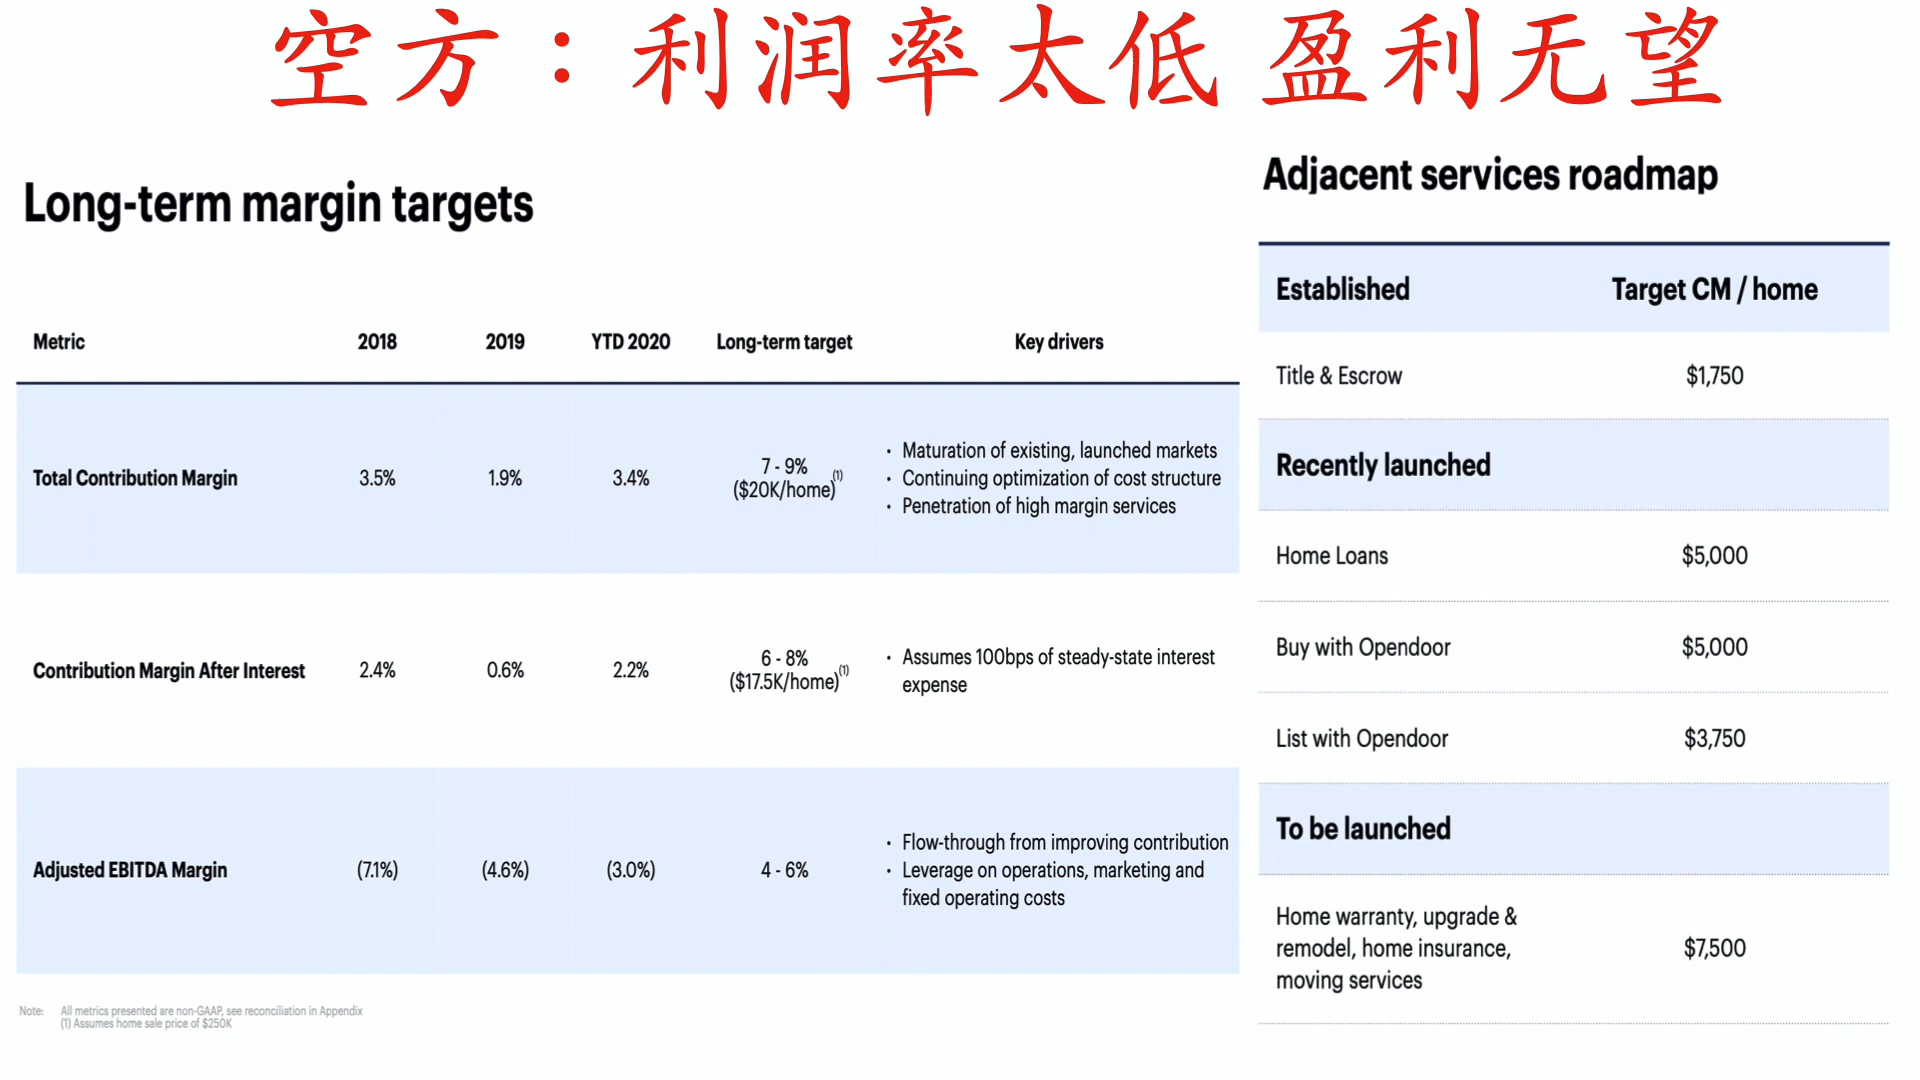 空方：利润率太低 盈利无望
Long-term margin targets
Metric 2018 2019 YTD 2020 Long-term target Key drivers
Total Contribution Margin 3.5% 1.9% 3.4% 7 - 9% ($20K/home)(1)
• Maturation of existing, launched markets
• Continuing optimization of cost structure
• Penetration of high margin services
Contribution Margin After Interest 2.4% 0.6% 2.2% 6 - 8% ($17.5K/home)(1)
• Assumes 100bps of steady-state interest
expense
Adjusted EBITDA Margin (7.1%) (4.6%) (3.0%) 4 - 6%
• Flow-through from improving contribution
• Leverage on operations, marketing and
fixed operating costs
Note: All metrics presented are non-GAAP, see reconciliation in Appendix
(1) Assumes home sale price of $250K
Adjacent services roadmap
Established Target CM / home
Title & Escrow $1,750
Recently launched
Home Loans $5,000
Buy with Opendoor $5,000
List with Opendoor $3,750
To be launched
Home warranty, upgrade &
remodel, home insurance,
moving services
$7,500